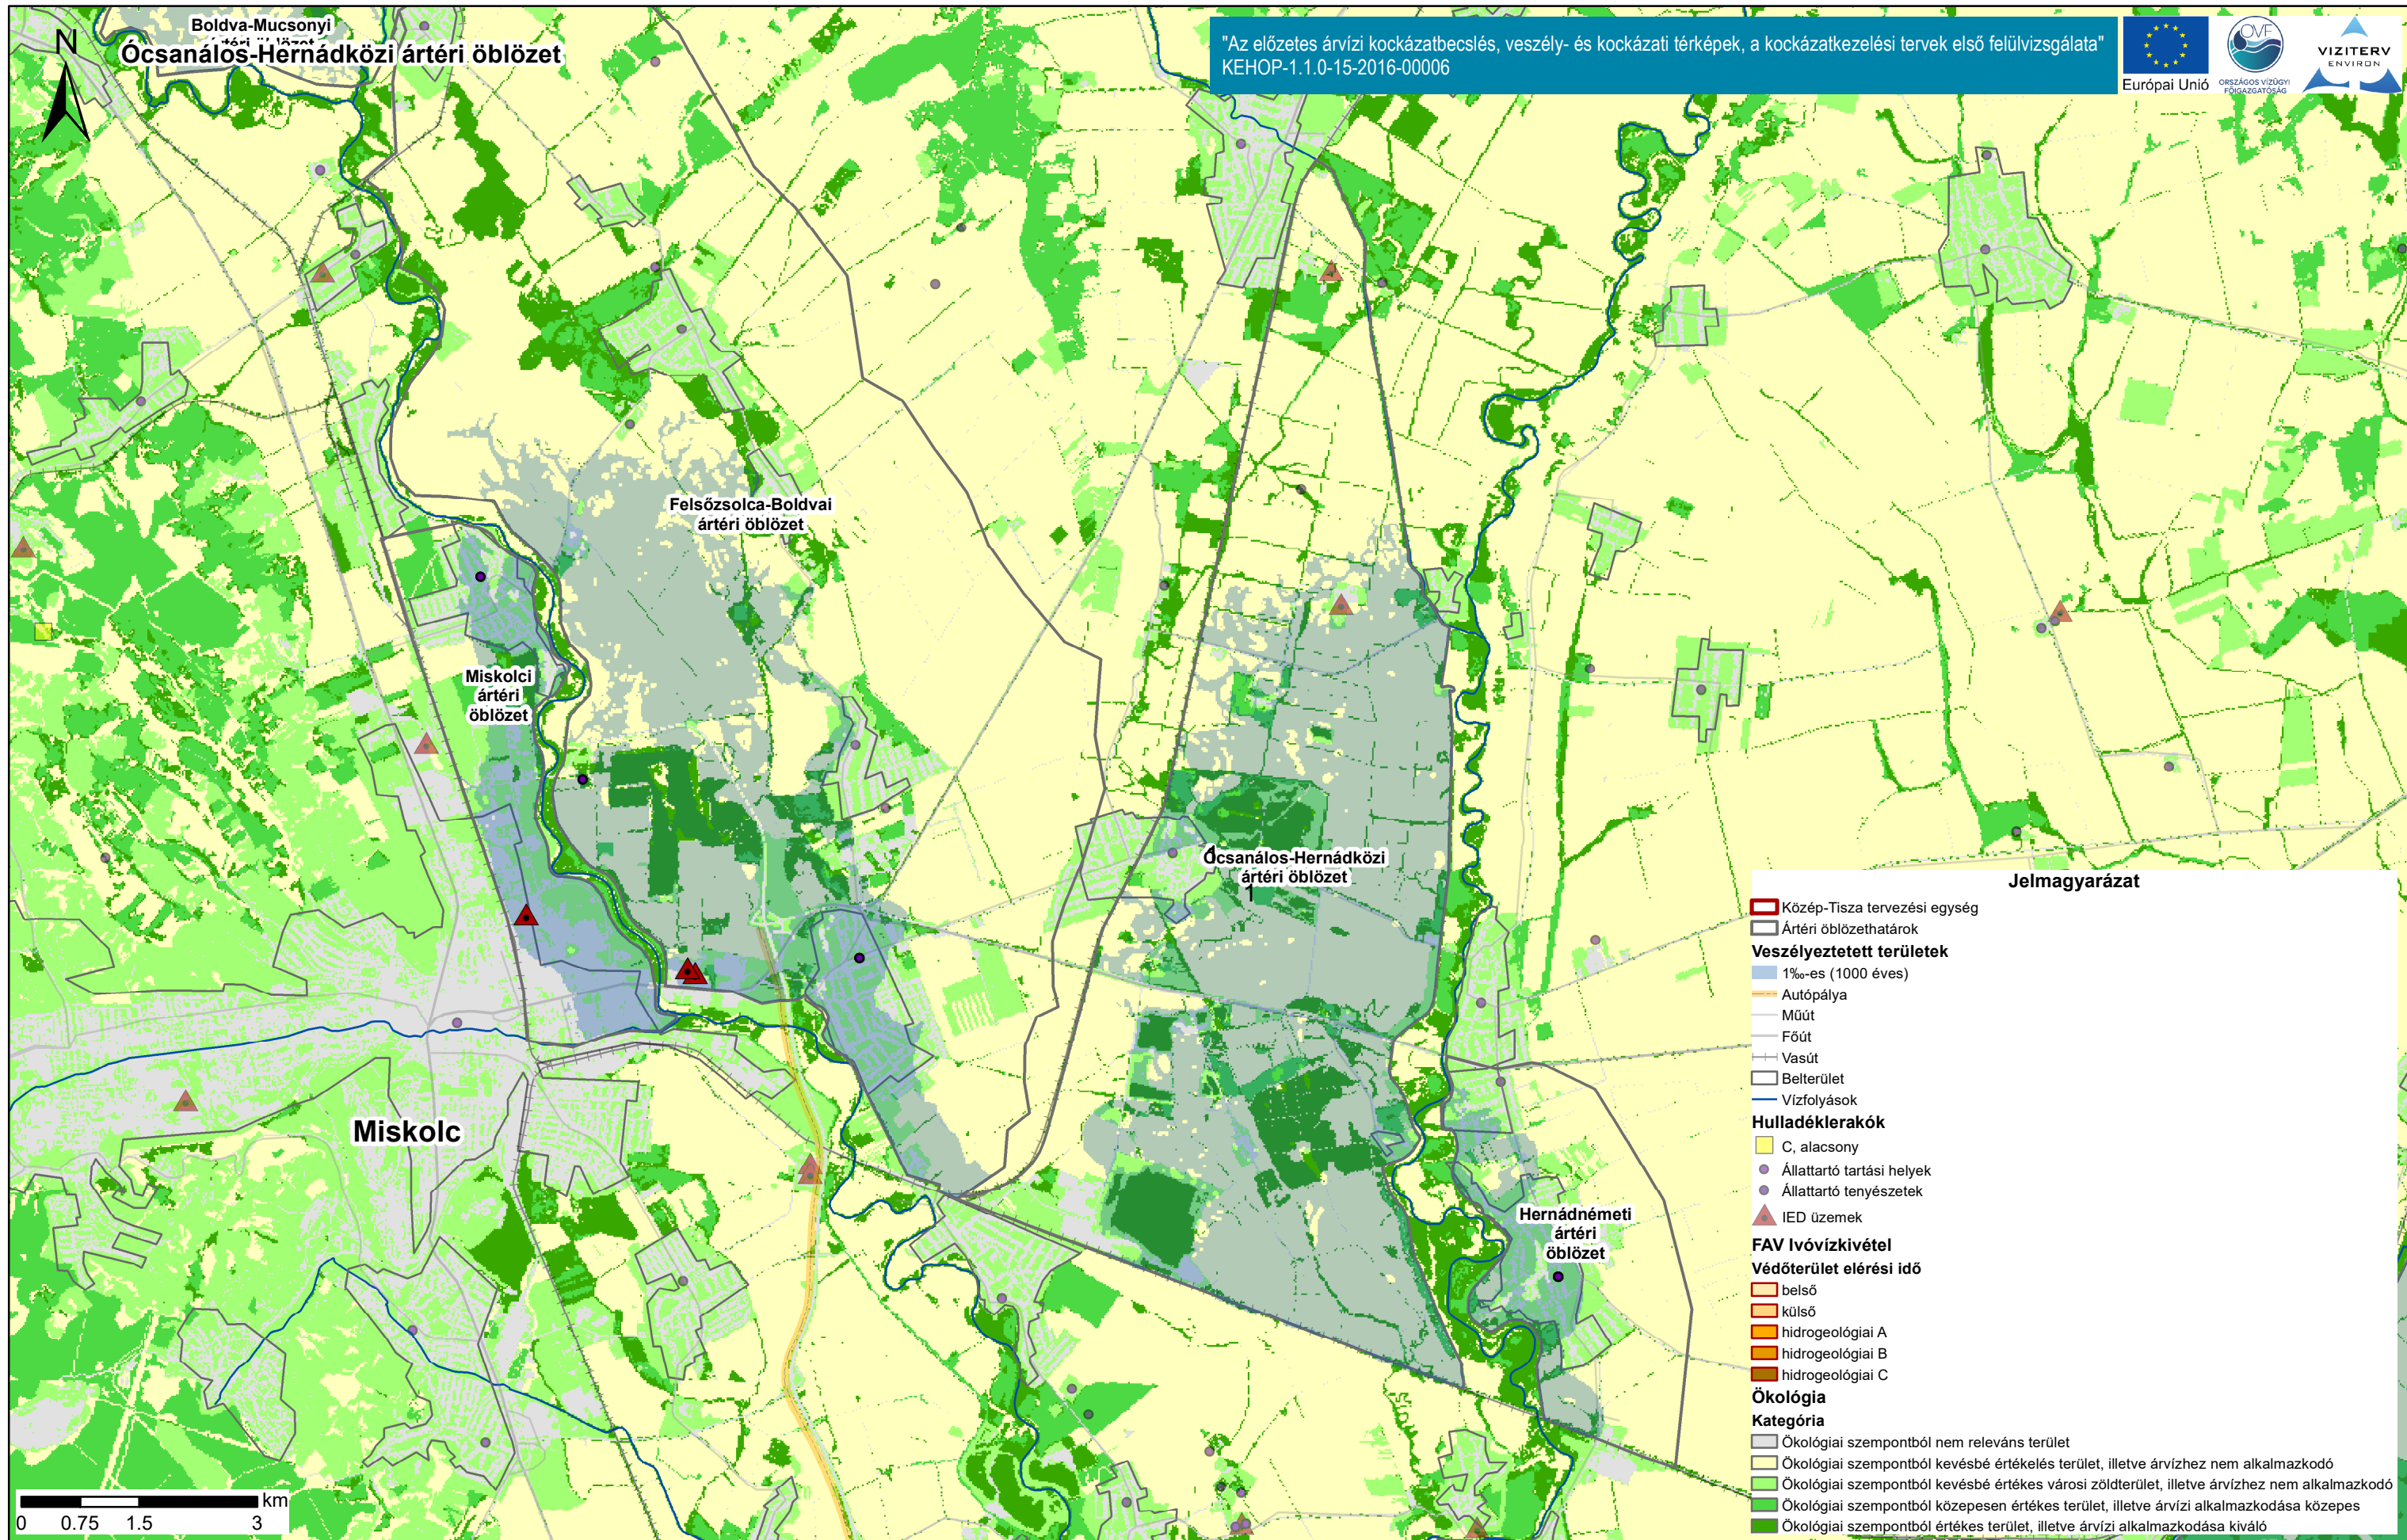 Boldva-Mucsonyi
ártéri öblözet
Ócsanálos-Hernádközi ártéri öblözet
N
"Az előzetes árvízi kockázatbecslés, veszély- és kockázati térképek, a kockázatkezelési tervek első felülvizsgálata"
KEHOP-1.1.0-15-2016-00006
Európai Unió
OVF
ORSZÁGOS VÍZÜGYI
FŐIGAZGATÓSÁG
VIZITERV
ENVIRON
Felsőzsolca-Boldvai
ártéri öblözet
Miskolci
ártéri
öblözet
Ócsanálos-Hernádközi
ártéri öblözet
1
Miskolc
Hernádnémeti
ártéri
öblözet
Jelmagyarázat
Közép-Tisza tervezési egység
Ártéri öblözethatárok
Veszélyeztetett területek
1‰-es (1000 éves)
Autópálya
Műút
Főút
Vasút
Belterület
Vízfolyások
Hulladéklerakók
C, alacsony
Állattartó tartási helyek
Állattartó tenyészetek
IED üzemek
FAV Ivóvízkivétel
Védőterület elérési idő
belső
külső
hidrogeológiai A
hidrogeológiai B
hidrogeológiai C
Ökológia
Kategória
Ökológiai szempontból nem releváns terület
Ökológiai szempontból kevésbé értékelés terület, illetve árvízhez nem alkalmazkodó
Ökológiai szempontból kevésbé értékes városi zöldterület, illetve árvízhez nem alkalmazkodó
Ökológiai szempontból közepesen értékes terület, illetve árvízi alkalmazkodása közepes
Ökológiai szempontból értékes terület, illetve árvízi alkalmazkodása kiváló
km
0 0.75 1.5 3